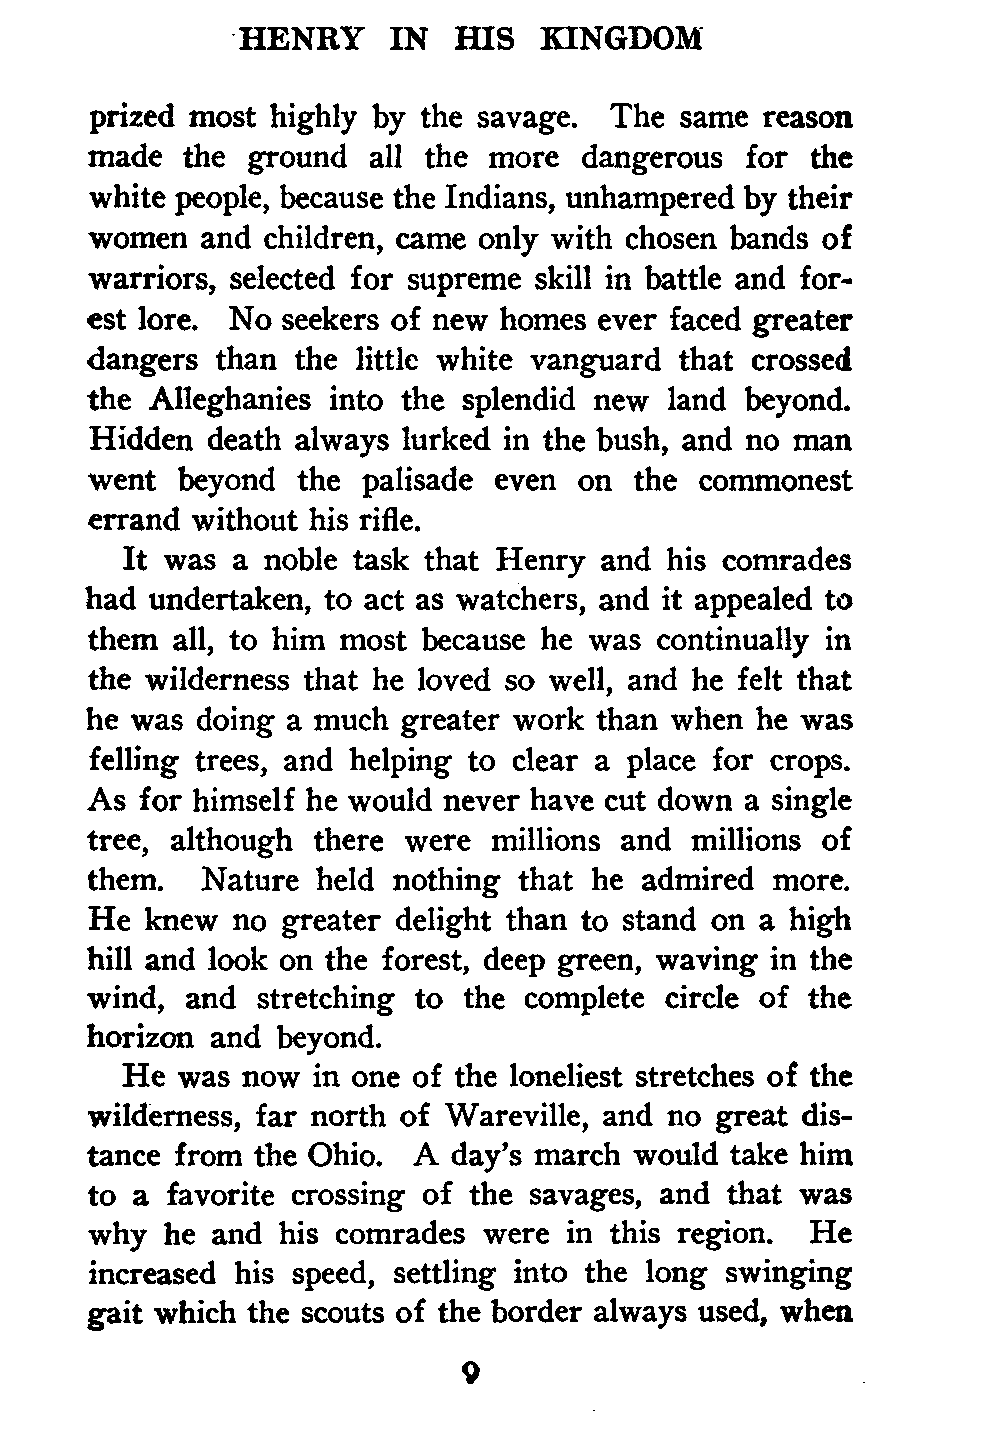 HENRY IN HIS KINGDOM
prized most highly by the savage. The same reason
made the ground all the more dangerous for the
white people, because the Indians, unhampered by their
women and children, came only with chosen bands of
warriors, selected for supreme skill in battle and for-
est lore. No seekers of new homes ever faced greater
dangers than the little white vanguard that crossed
the Alleghanies into the splendid new land beyond.
Hidden death always lurked in the bush, and no man
went beyond the palisade even on the commonest
errand without his rifle.
It was a noble task that Henry and his comrades
had undertaken, to act as watchers, and it appealed to
them all, to him most because he was continually in
the wilderness that he loved so well, and he felt that
he was doing a much greater work than when he was
felling trees, and helping to clear a place for crops.
As for himself he would never have cut down a single
tree, although there were millions and millions of
them. Nature held nothing that he admired more.
He knew no greater delight than to stand on a high
hill and look on the forest, deep green, waving in the
wind, and stretching to the complete circle of the
horizon and beyond.
He was now in one of the loneliest stretches of the
wilderness, far north of Wareville, and no great dis-
tance from the Ohio. A day's march would take him
to a favorite crossing of the savages, and that was
why he and his comrades were in this region. He
increased his speed, settling into the long swinging
gait which the scouts of the border always used, when
9